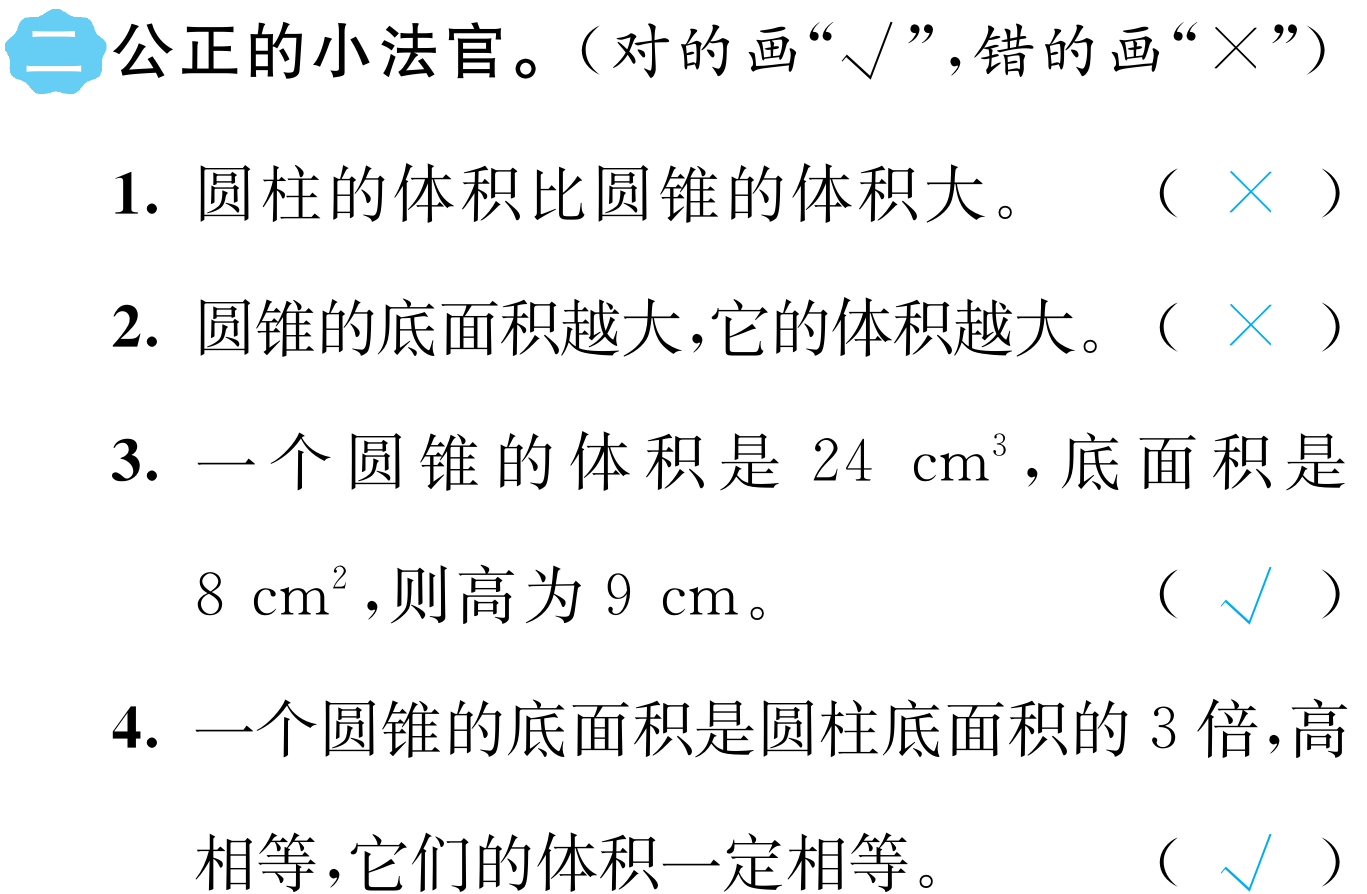 二 公正的小法官。(对的画“√”,错的画“×”)
1. 圆柱的体积比圆锥的体积大。 ( × )
2. 圆锥的底面积越大,它的体积越大。( × )
3. 一个圆锥的体积是 24 cm³,底面积是
8 cm²,则高为 9 cm。 ( √ )
4. 一个圆锥的底面积是圆柱底面积的 3 倍,高
相等,它们的体积一定相等。 ( √ )